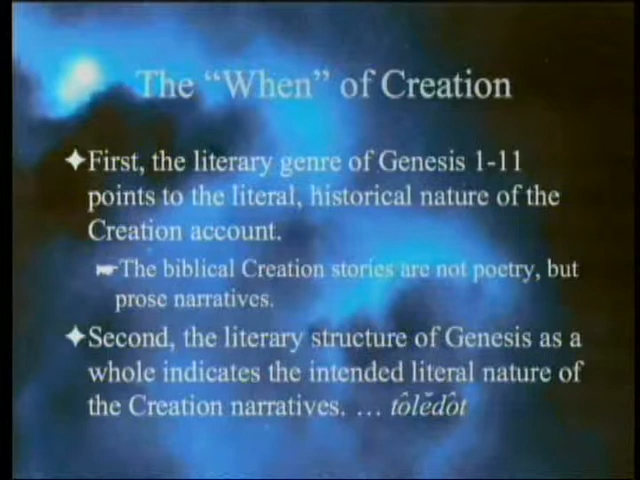 The “When” of Creation
First, the literary genre of Genesis 1-11
points to the literal, historical nature of the
Creation account.
The biblical Creation stories are not poetry, but
prose narratives.
Second, the literary structure of Genesis as a
whole indicates the intended literal nature of
the Creation narratives. … tôlēdôt